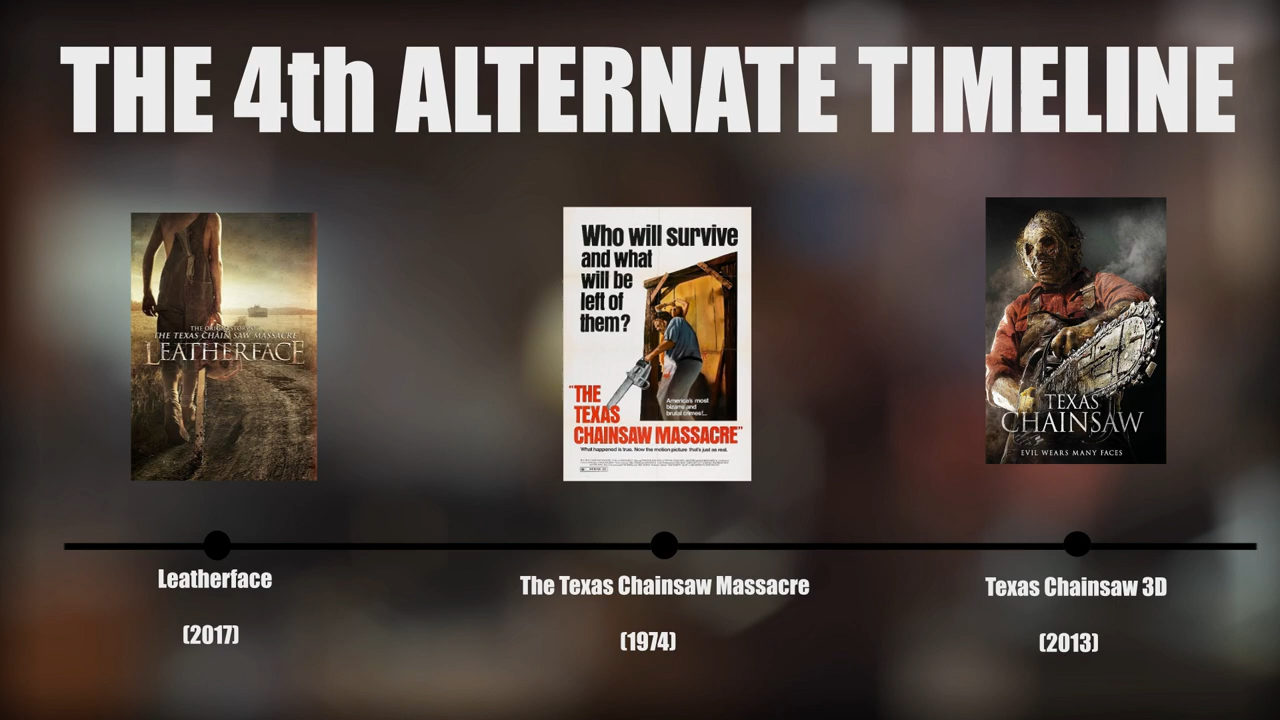 THE 4th ALTERNATE TIMELINE
THE ORIGIN STORY OF
THE TEXAS CHAIN SAW MASSACRE
LEATHERFACE
Who will survive
and what
will be
left of
them?
America's most
bizarre and
brutal crimes!...
"THE
TEXAS
CHAINSAW MASSACRE"
What happened is true. Now the motion picture that's just as real.
TEXAS
CHAINSAW
EVIL WEARS MANY FACES
Leatherface
(2017)
The Texas Chainsaw Massacre
(1974)
Texas Chainsaw 3D
(2013)